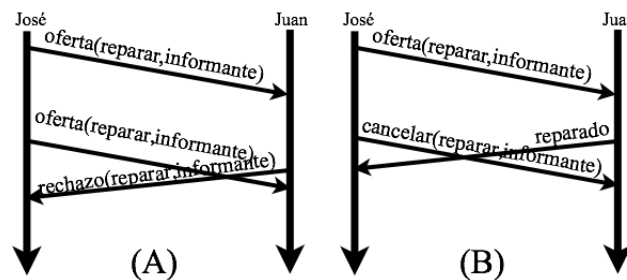 José
Juan
oferta(reparar,informante)
oferta(reparar,informante)
rechazo(reparar,informante)
(A)
José
Jua
oferta(reparar,informante)
cancelar(reparar,informante)
reparado
(B)